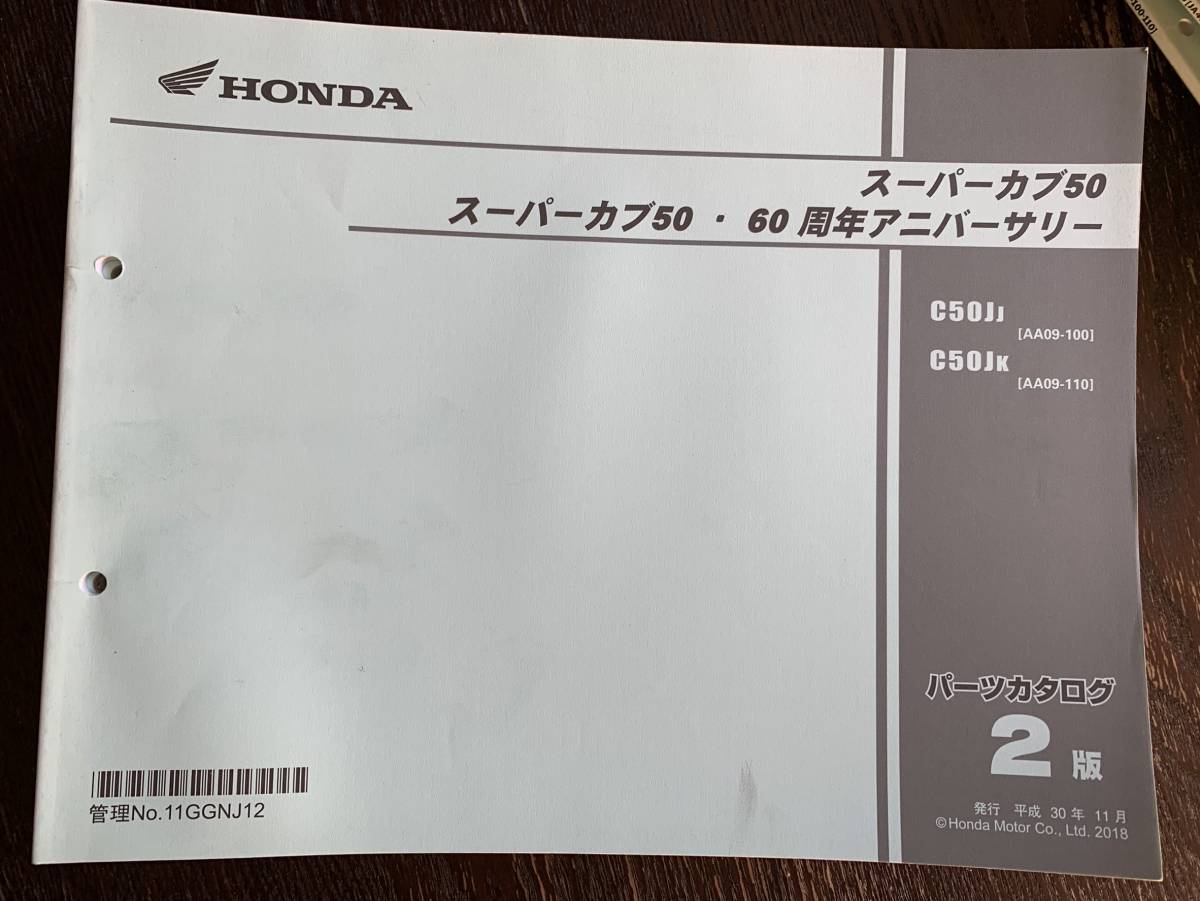 HONDA
スーパーカブ50
スーパーカブ50 ・ 60 周年アニバーサリー
C50JJ
[AA09-100]
C50JK
[AA09-110]
パーツカタログ
2 版
発行 平成 30 年 11 月
©Honda Motor Co., Ltd. 2018
管理No.11GGNJ12